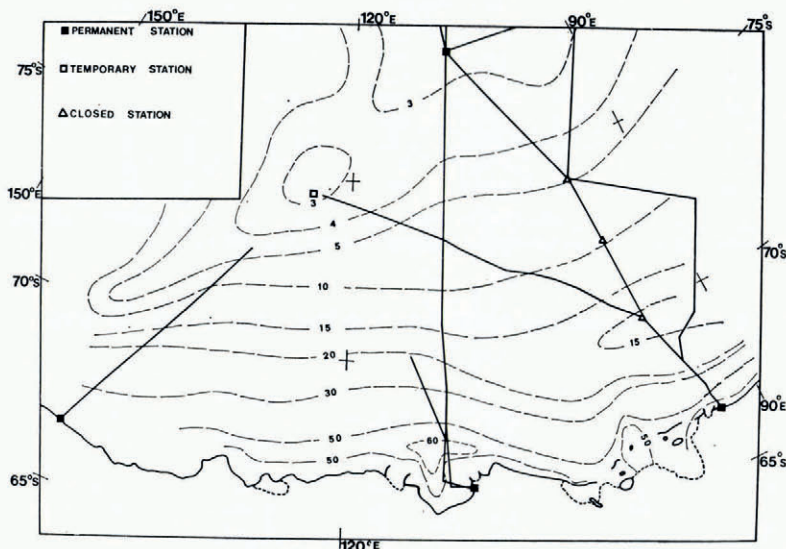 150°E
120°E
90°E
75°S
75°S
PERMANENT STATION
TEMPORARY STATION
CLOSED STATION
3
150°E
3
4
5
70°S
70°S
10
15
15
20
30
90°E
50
60
50
50
65°S
65°S
120°E